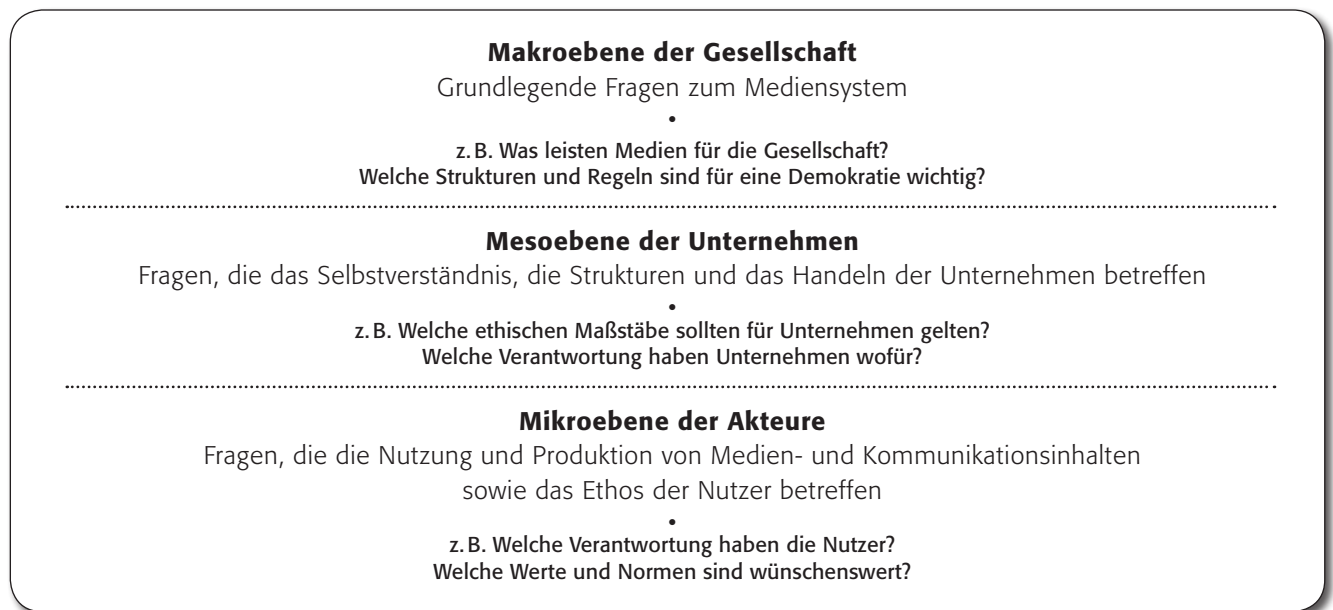 Makroebene der Gesellschaft
Grundlegende Fragen zum Mediensystem
•
z. B. Was leisten Medien für die Gesellschaft?
Welche Strukturen und Regeln sind für eine Demokratie wichtig?
Mesoebene der Unternehmen
Fragen, die das Selbstverständnis, die Strukturen und das Handeln der Unternehmen betreffen
•
z. B. Welche ethischen Maßstäbe sollten für Unternehmen gelten?
Welche Verantwortung haben Unternehmen wofür?
Mikroebene der Akteure
Fragen, die die Nutzung und Produktion von Medien- und Kommunikationsinhalten
sowie das Ethos der Nutzer betreffen
•
z. B. Welche Verantwortung haben die Nutzer?
Welche Werte und Normen sind wünschenswert?